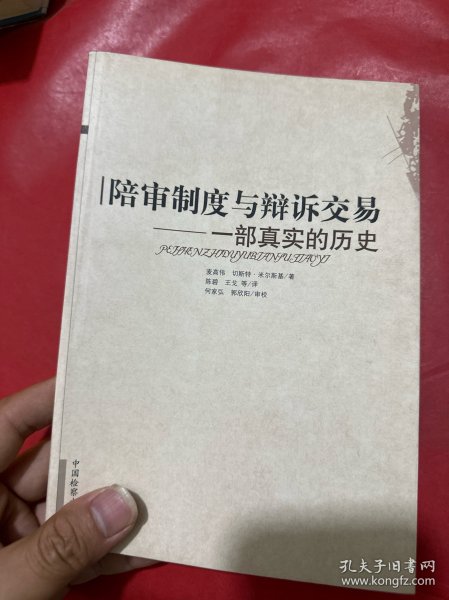 陪审制度与辩诉交易
——一部真实的历史
PEISHENZHIDUYUBIANSUJIAOYI
麦高伟 切斯特·米尔斯基/著
陈碧 王戈 等/译
何家弘 郭欣阳/审校
中国检察
孔夫子旧书网
www.kongfz.com